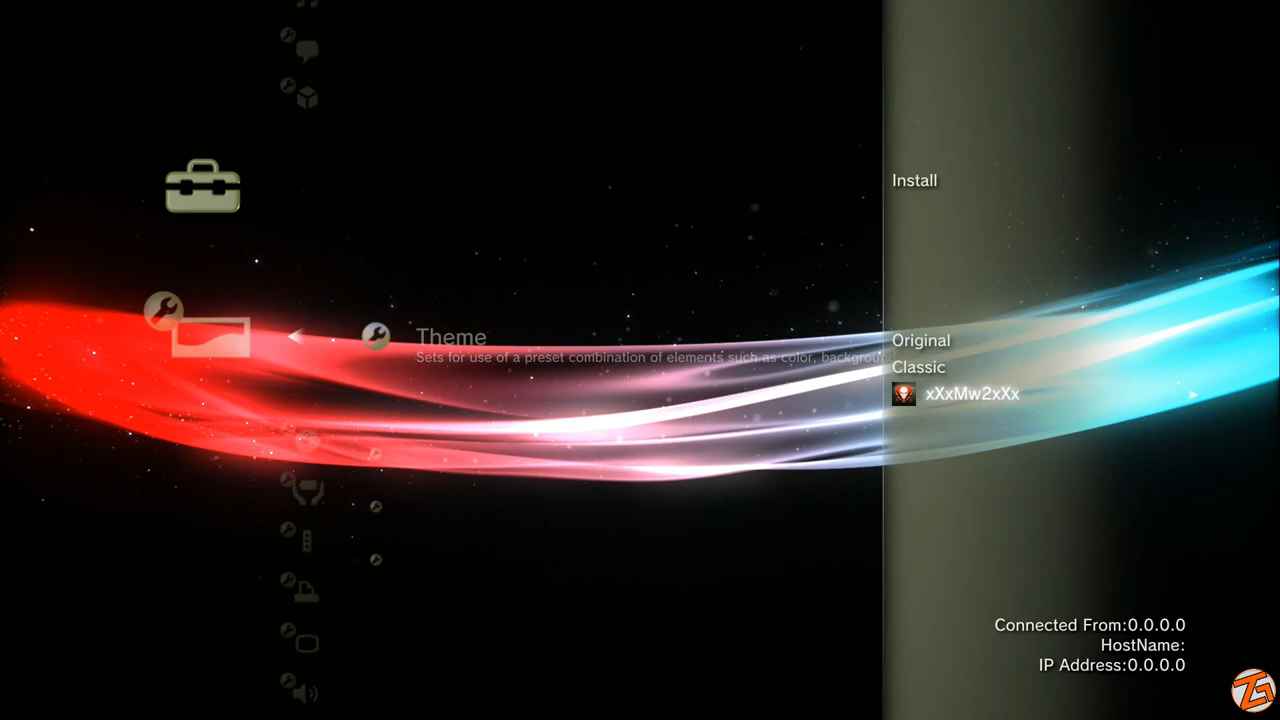 Install
Theme
Sets for use of a preset combination of elements such as color, backgroun
Original
Classic
xXxMw2xXx
Connected From:0.0.0.0
HostName:
IP Address:0.0.0.0